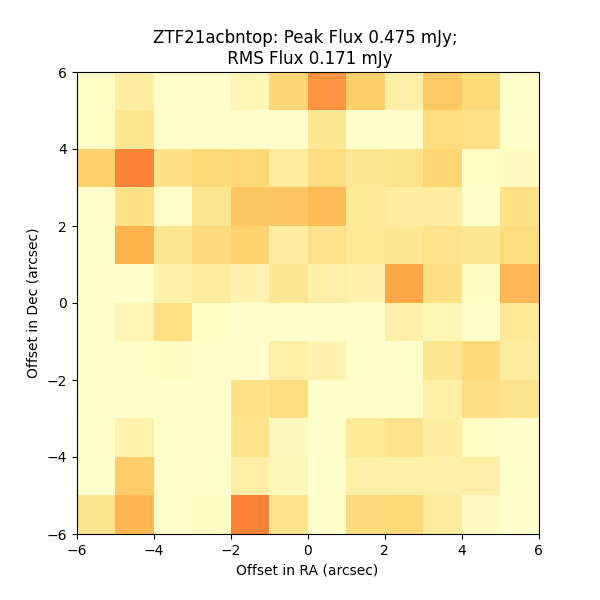 ZTF21acbntop: Peak Flux 0.475 mJy;
RMS Flux 0.171 mJy
6
4
2
0
−2
−4
−6
Offset in Dec (arcsec)
−6 −4 −2 0 2 4 6
Offset in RA (arcsec)